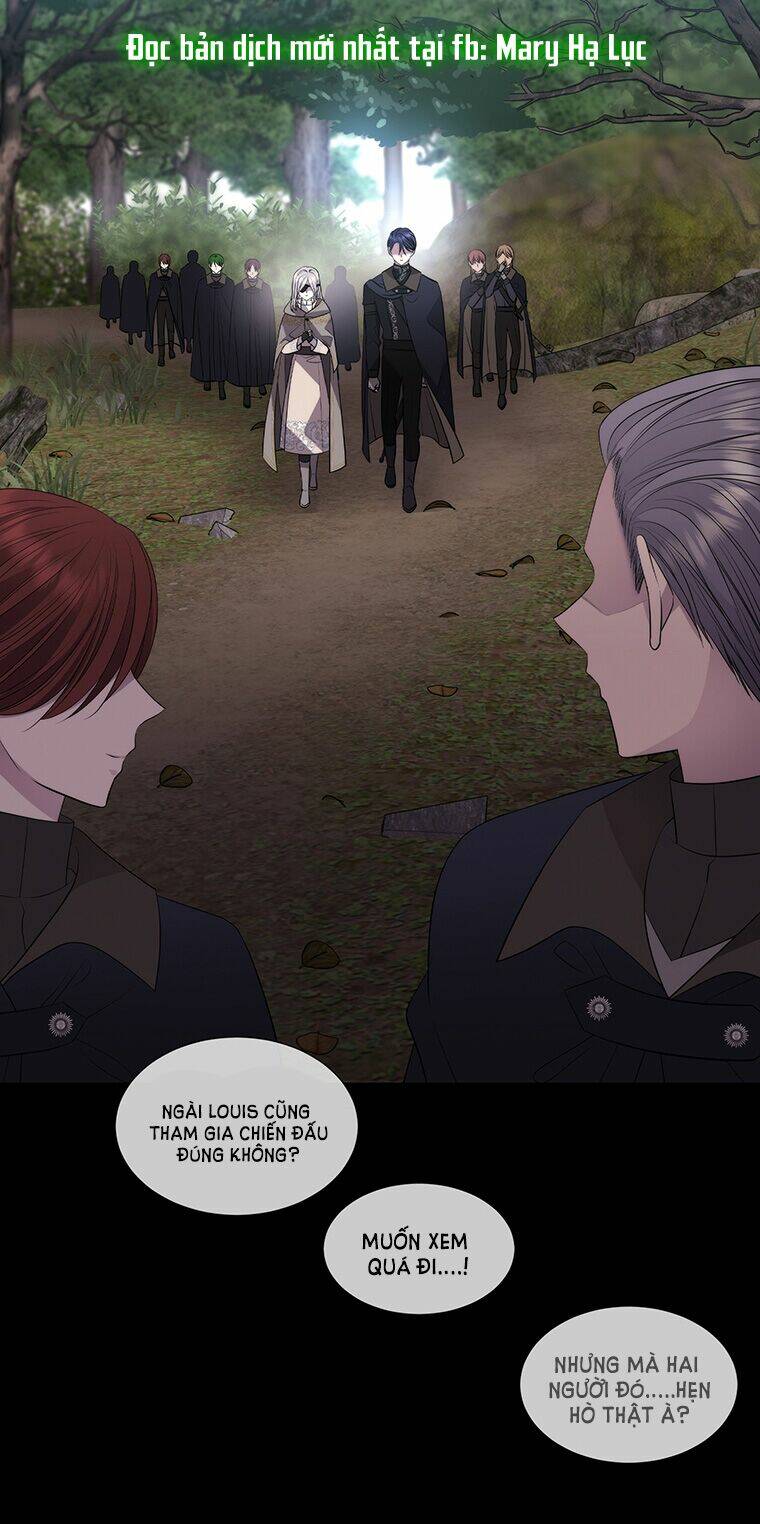 Đọc bản dịch mới nhất tại fb: Mary Hạ Lục
NGÀI LOUIS CŨNG
THAM GIA CHIẾN ĐẤU
ĐÚNG KHÔNG?
MUỐN XEM
QUÁ ĐI....!
NHƯNG MÀ HAI
NGƯỜI ĐÓ.....HẸN
HÒ THẬT À?